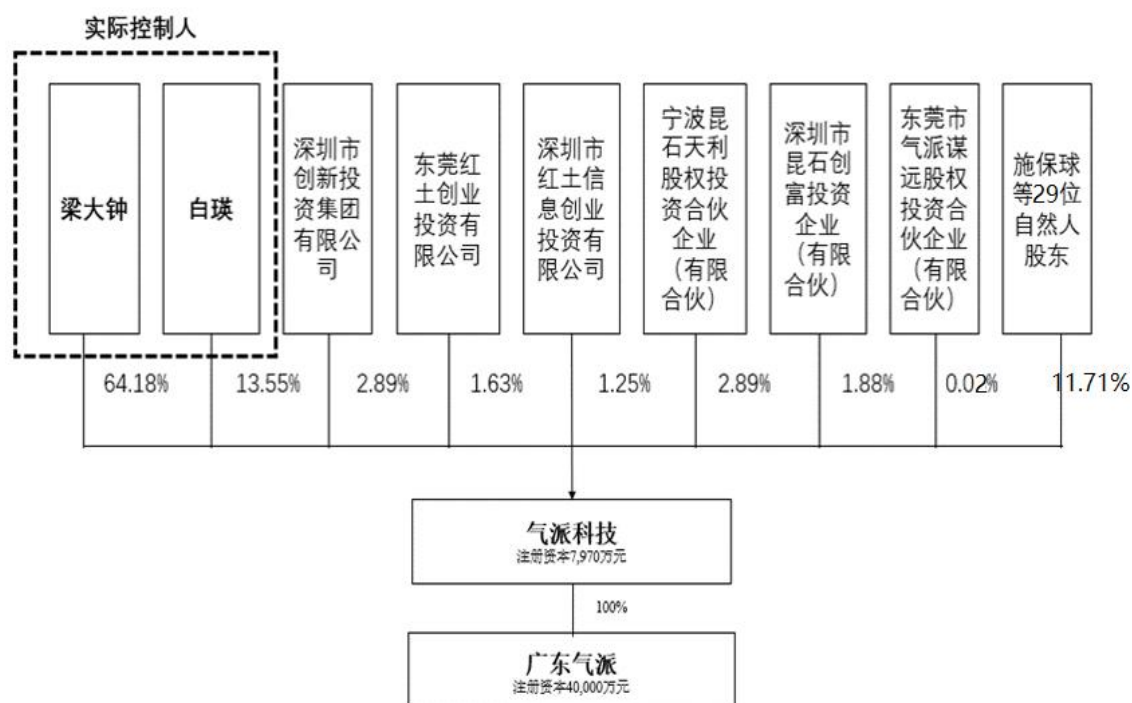 实际控制人
梁大钟
白瑛
深圳市
创新投
资集团
有限公
司
东莞红
土创业
投资有
限公司
深圳市
红土信
息创业
投资有
限公司
宁波昆
石天利
股权投
资合伙
企业
（有限
合伙）
深圳市
昆石创
富投资
企业
（有限
合伙）
东莞市
气派谋
远股权
投资合
伙企业
（有限
合伙）
施保球
等29位
自然人
股东
64.18%
13.55%
2.89%
1.63%
1.25%
2.89%
1.88%
0.02%
11.71%
气派科技
注册资本7,970万元
100%
广东气派
注册资本40,000万元